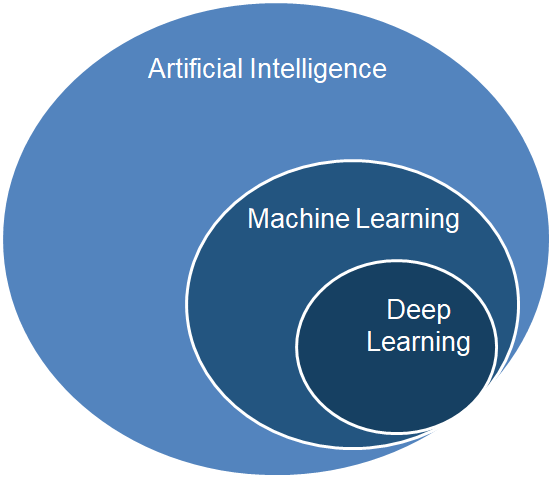 Artificial Intelligence
Machine Learning
Deep
Learning